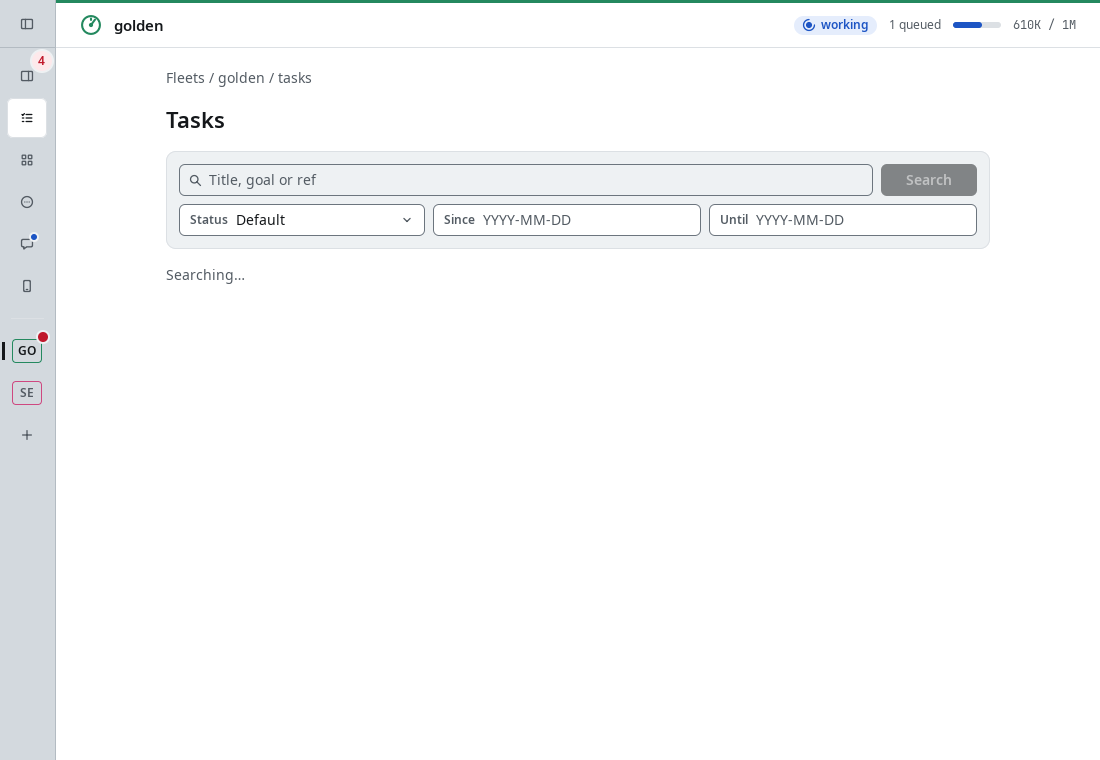 golden
working
1 queued
610K / 1M
4
Fleets / golden / tasks
Tasks
Title, goal or ref
Search
Status Default
Since YYYY-MM-DD
Until YYYY-MM-DD
Searching…
GO
SE